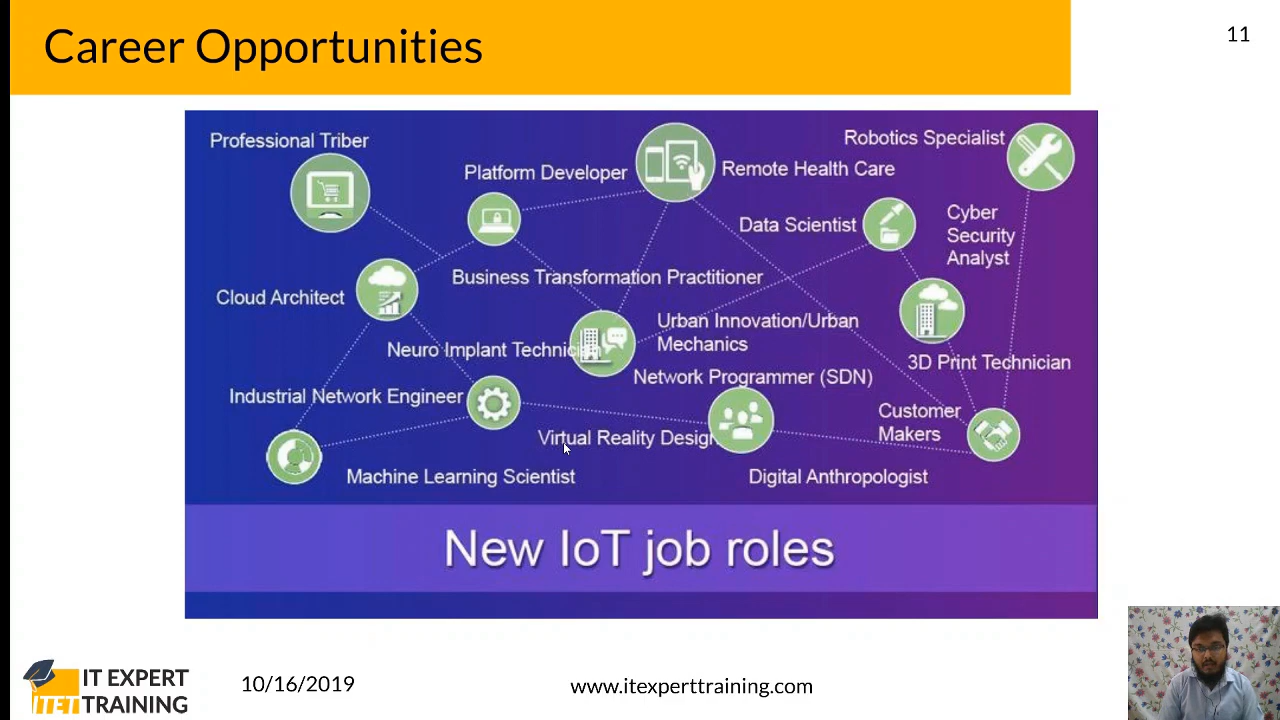 Career Opportunities
11
Professional Triber
Platform Developer
Remote Health Care
Robotics Specialist
Data Scientist
Cyber
Security
Analyst
Cloud Architect
Business Transformation Practitioner
Urban Innovation/Urban
Mechanics
Neuro Implant Technician
3D Print Technician
Network Programmer (SDN)
Industrial Network Engineer
Customer
Makers
Virtual Reality Design
Machine Learning Scientist
Digital Anthropologist
New IoT job roles
IT EXPERT
ITET TRAINING
10/16/2019
www.itexperttraining.com